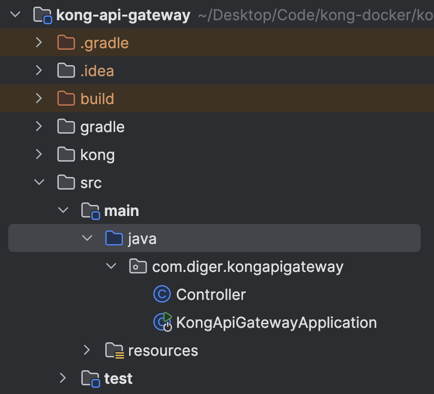 kong-api-gateway ~/Desktop/Code/kong-docker/ko
.gradle
.idea
build
gradle
kong
src
main
java
com.diger.kongapigateway
Controller
KongApiGatewayApplication
resources
test